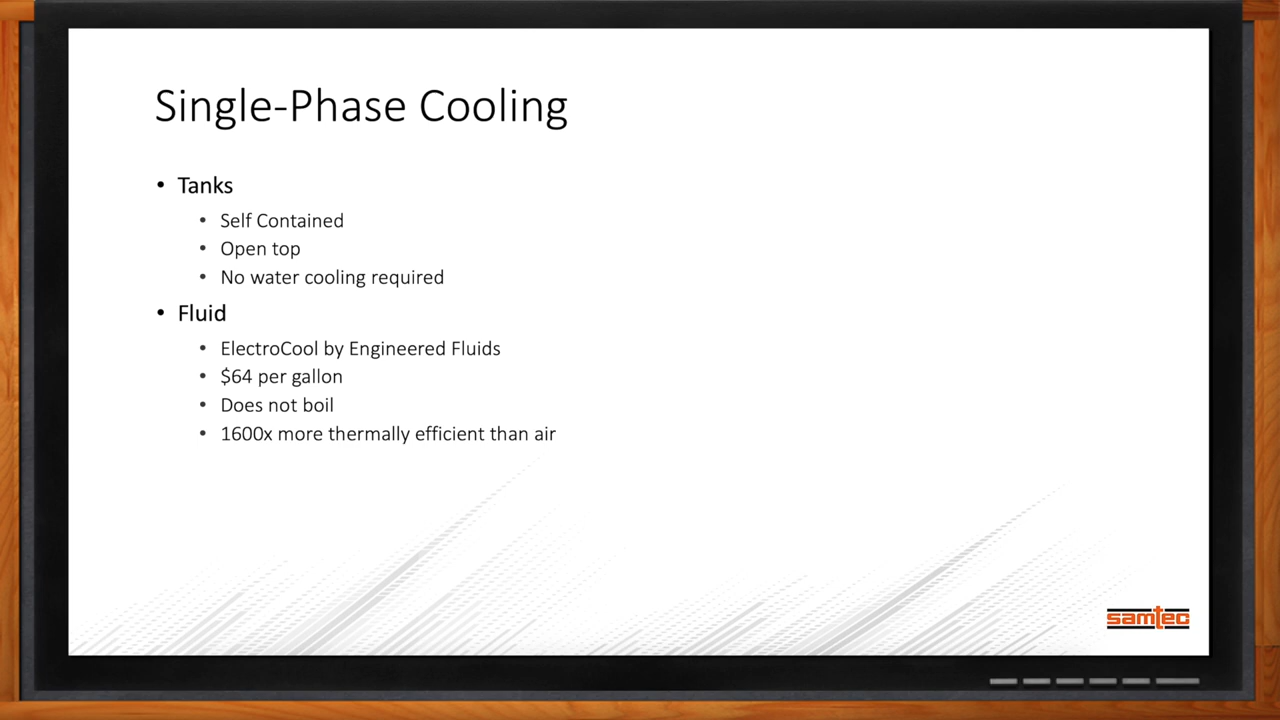 Single-Phase Cooling
• Tanks
• Self Contained
• Open top
• No water cooling required
• Fluid
• ElectroCool by Engineered Fluids
• $64 per gallon
• Does not boil
• 1600x more thermally efficient than air
samtec